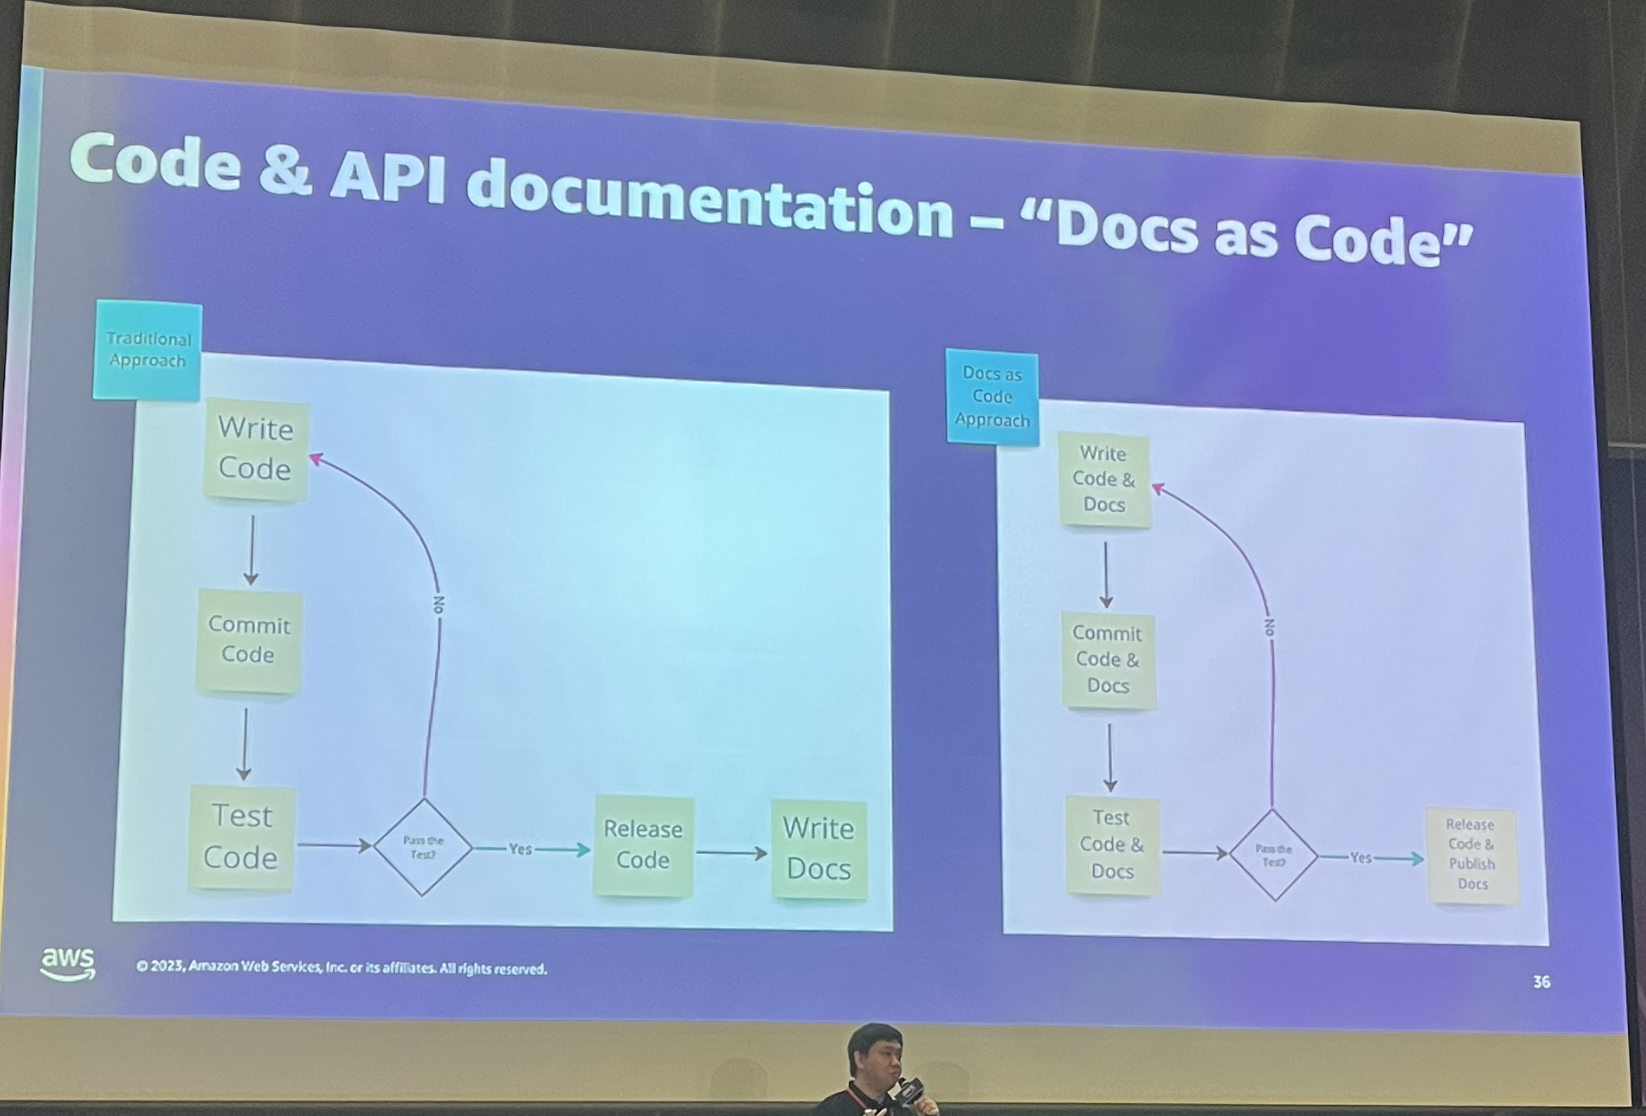 Code & API documentation – “Docs as Code”
Traditional
Approach
Write
Code
No
Commit
Code
Test
Code
Pass the
Test?
Yes
Release
Code
Write
Docs
Docs as
Code
Approach
Write
Code &
Docs
No
Commit
Code &
Docs
Test
Code &
Docs
Pass the
Test?
Yes
Release
Code &
Publish
Docs
aws
© 2023, Amazon Web Services, Inc. or its affiliates. All rights reserved.
36